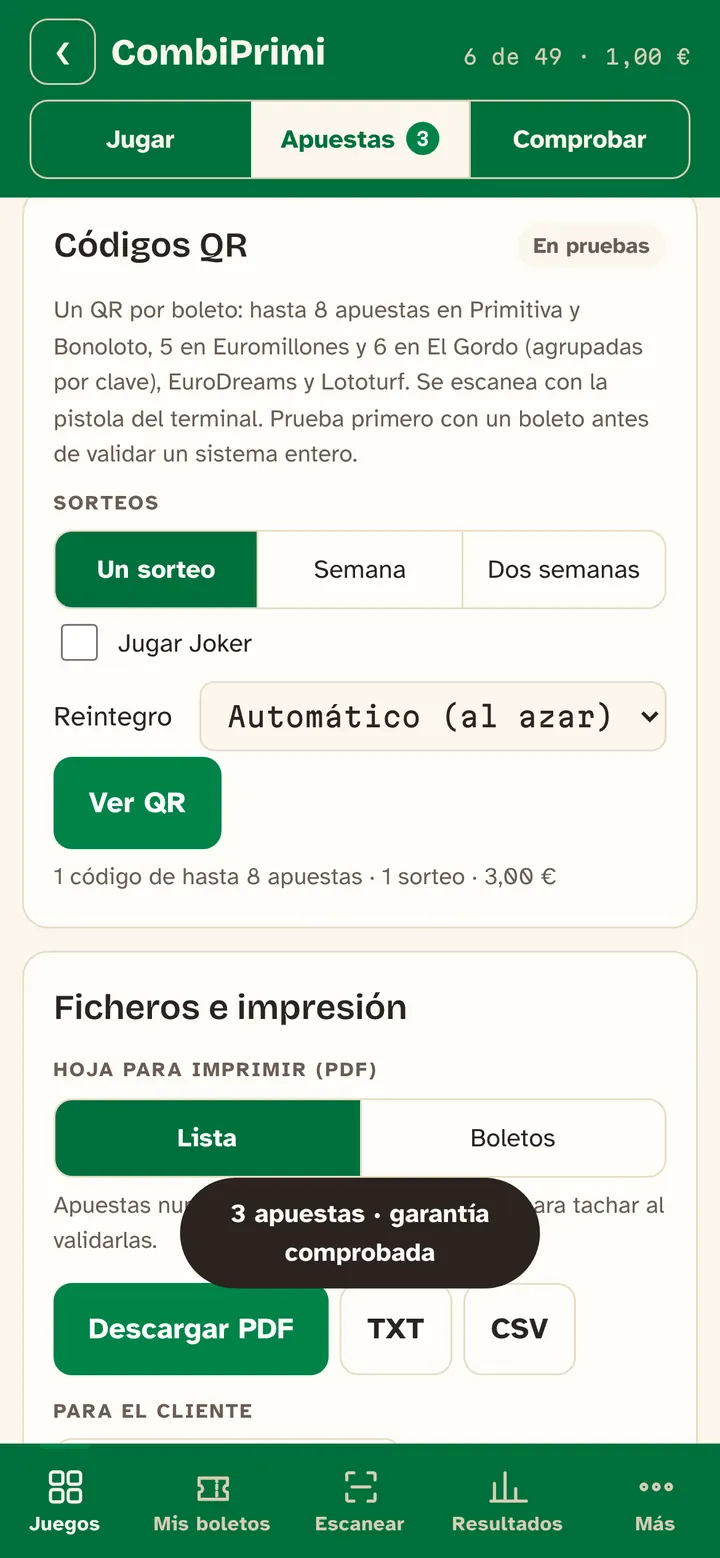 CombiPrimi
6 de 49 · 1,00 €
Jugar
Apuestas 3
Comprobar
Códigos QR
En pruebas
Un QR por boleto: hasta 8 apuestas en Primitiva y
Bonoloto, 5 en Euromillones y 6 en El Gordo (agrupadas
por clave), EuroDreams y Lototurf. Se escanea con la
pistola del terminal. Prueba primero con un boleto antes
de validar un sistema entero.
SORTEOS
Un sorteo
Semana
Dos semanas
Jugar Joker
Reintegro
Automático (al azar)
Ver QR
1 código de hasta 8 apuestas · 1 sorteo · 3,00 €
Ficheros e impresión
HOJA PARA IMPRIMIR (PDF)
Lista
Boletos
Apuestas tachar al
validarlas.
3 apuestas · garantía
comprobada
Descargar PDF
TXT
CSV
PARA EL CLIENTE
Juegos
Mis boletos
Escanear
Resultados
Más